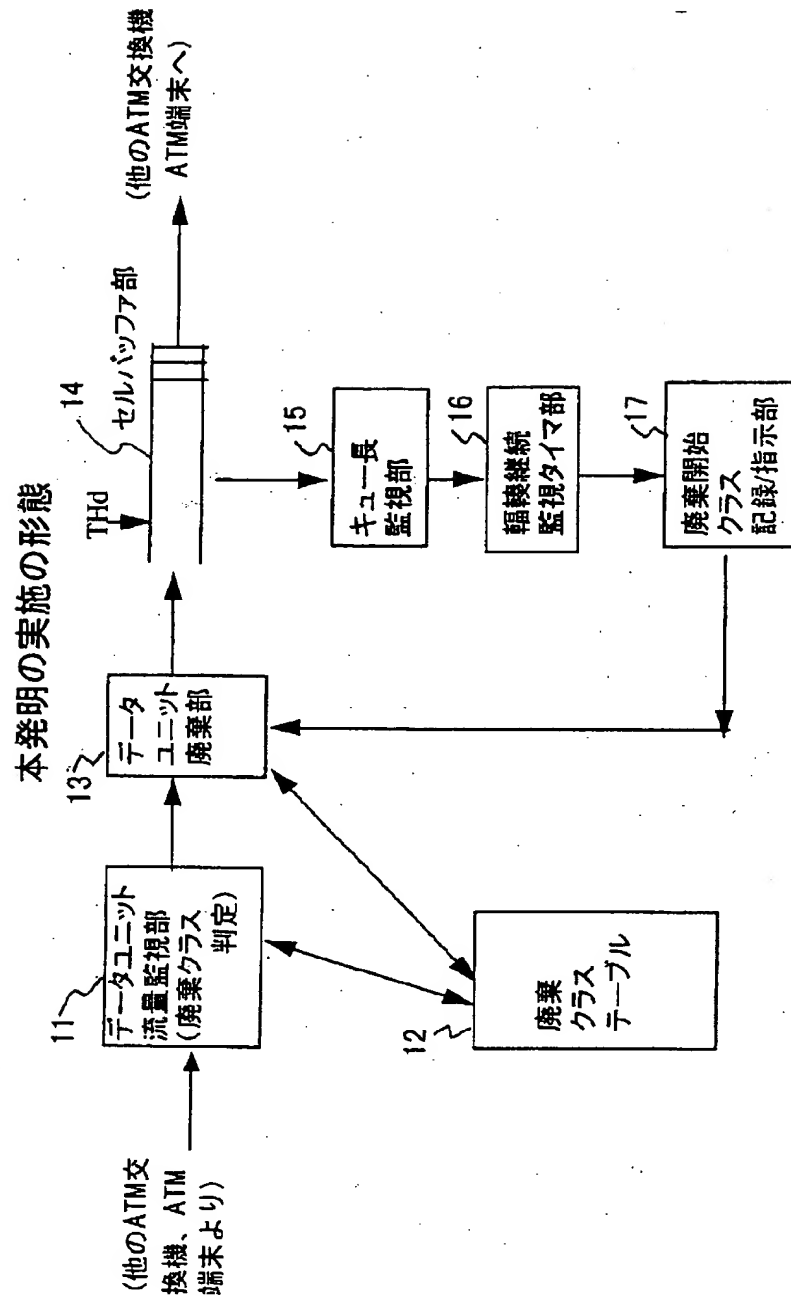 本発明の実施の形態
(他のATM交
換機、ATM
端末より)
11
データユニット
流量監視部
(廃棄クラス
判定)
12
廃棄
クラス
テーブル
13
データ
ユニット
廃棄部
THd
14
セルバッファ部
(他のATM交換機
ATM端末へ)
15
キュー長
監視部
16
輻輳継続
監視タイマ部
17
廃棄開始
クラス
記録/指示部